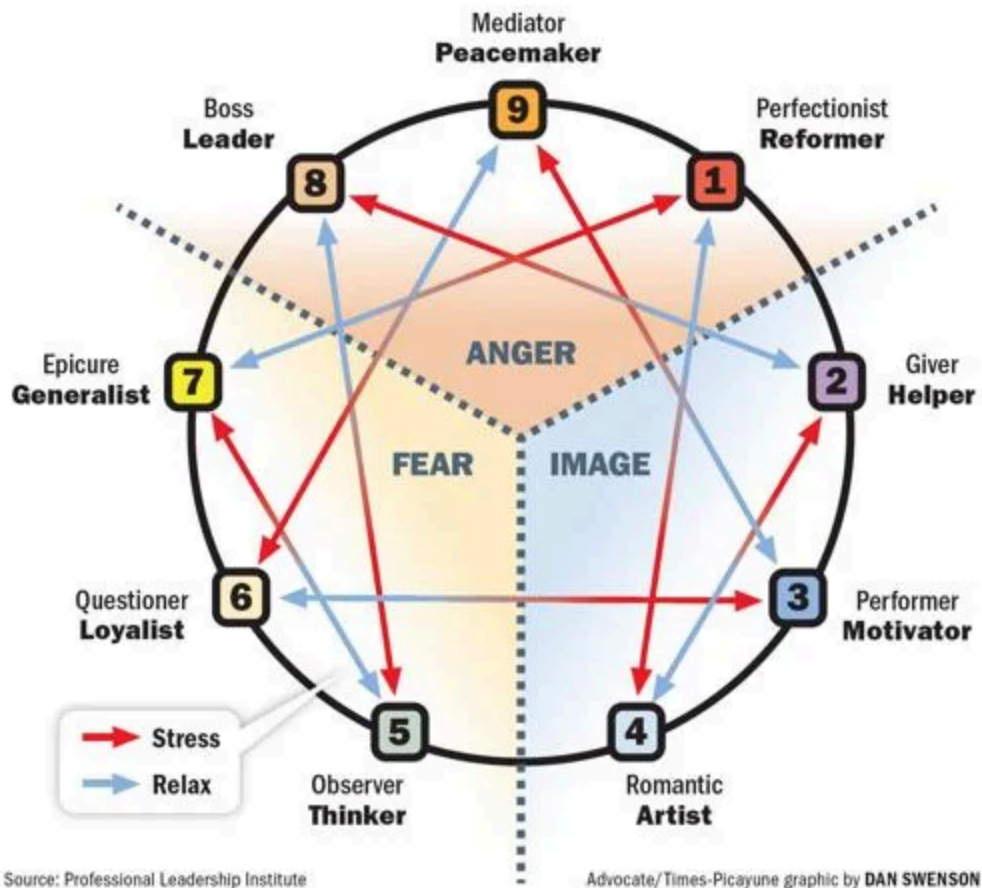 Mediator
Peacemaker
9
Boss
Leader
8
Perfectionist
Reformer
1
ANGER
Epicure
Generalist
7
Giver
Helper
2
FEAR
IMAGE
Questioner
Loyalist
6
Performer
Motivator
3
Stress
Relax
5
Observer
Thinker
4
Romantic
Artist
Source: Professional Leadership Institute
Advocate/Times-Picayune graphic by DAN SWENSON